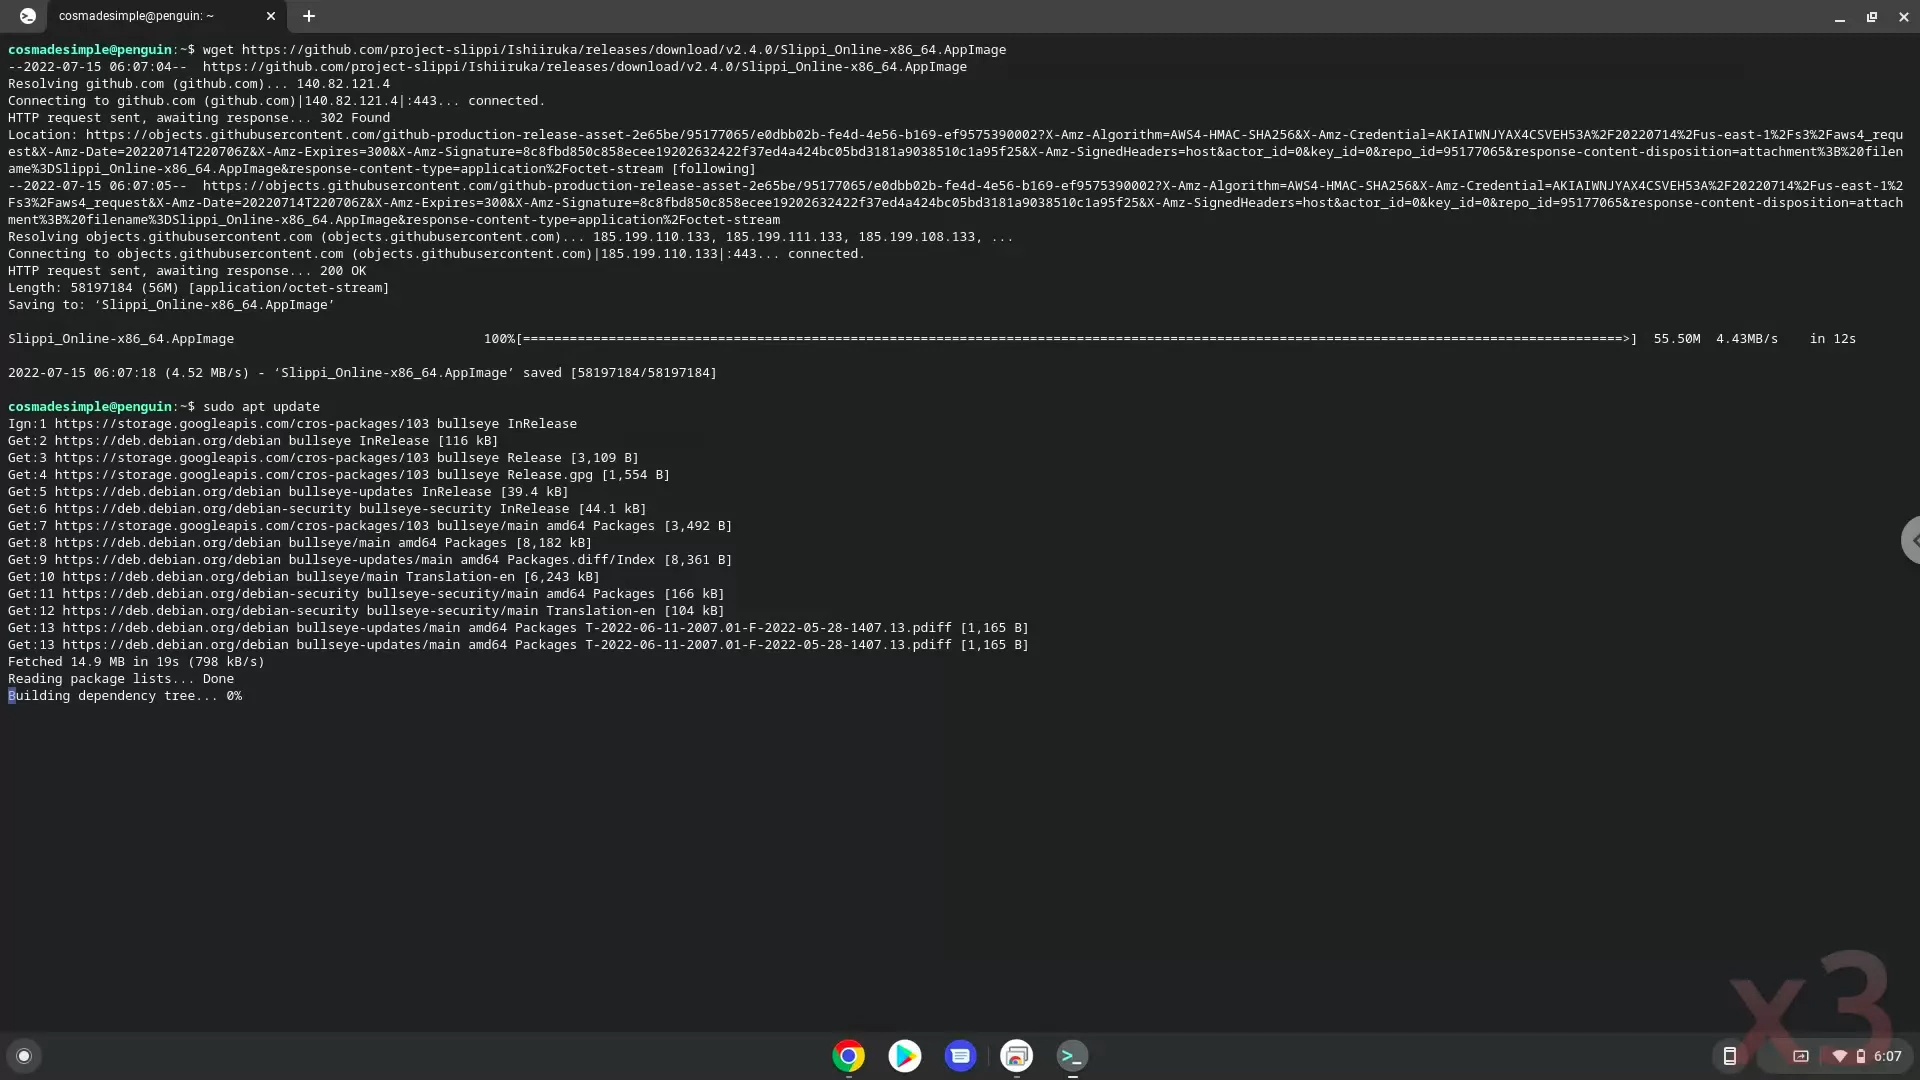 cosmadesimple@penguin: ~
cosmadesimple@penguin:~$ wget https://github.com/project-slippi/Ishiiruka/releases/download/v2.4.0/Slippi_Online-x86_64.AppImage
--2022-07-15 06:07:04--  https://github.com/project-slippi/Ishiiruka/releases/download/v2.4.0/Slippi_Online-x86_64.AppImage
Resolving github.com (github.com)... 140.82.121.4
Connecting to github.com (github.com)|140.82.121.4|:443... connected.
HTTP request sent, awaiting response... 302 Found
Location: https://objects.githubusercontent.com/github-production-release-asset-2e65be/95177065/e0dbb02b-fe4d-4e56-b169-ef9575390002?X-Amz-Algorithm=AWS4-HMAC-SHA256&X-Amz-Credential=AKIAIWNJYAX4CSVEH53A%2F20220714%2Fus-east-1%2Fs3%2Faws4_requ
est&X-Amz-Date=20220714T220706Z&X-Amz-Expires=300&X-Amz-Signature=8c8fbd850c858ecee19202632422f37ed4a424bc05bd3181a9038510c1a95f25&X-Amz-SignedHeaders=host&actor_id=0&key_id=0&repo_id=95177065&response-content-disposition=attachment%3B%20filen
ame%3DSlippi_Online-x86_64.AppImage&response-content-type=application%2Foctet-stream [following]
--2022-07-15 06:07:05--  https://objects.githubusercontent.com/github-production-release-asset-2e65be/95177065/e0dbb02b-fe4d-4e56-b169-ef9575390002?X-Amz-Algorithm=AWS4-HMAC-SHA256&X-Amz-Credential=AKIAIWNJYAX4CSVEH53A%2F20220714%2Fus-east-1%2
Fs3%2Faws4_request&X-Amz-Date=20220714T220706Z&X-Amz-Expires=300&X-Amz-Signature=8c8fbd850c858ecee19202632422f37ed4a424bc05bd3181a9038510c1a95f25&X-Amz-SignedHeaders=host&actor_id=0&key_id=0&repo_id=95177065&response-content-disposition=attach
ment%3B%20filename%3DSlippi_Online-x86_64.AppImage&response-content-type=application%2Foctet-stream
Resolving objects.githubusercontent.com (objects.githubusercontent.com)... 185.199.110.133, 185.199.111.133, 185.199.108.133, ...
Connecting to objects.githubusercontent.com (objects.githubusercontent.com)|185.199.110.133|:443... connected.
HTTP request sent, awaiting response... 200 OK
Length: 58197184 (56M) [application/octet-stream]
Saving to: ‘Slippi_Online-x86_64.AppImage’
Slippi_Online-x86_64.AppImage 100%[=============================================================================================================================================>] 55.50M 4.43MB/s in 12s
2022-07-15 06:07:18 (4.52 MB/s) - ‘Slippi_Online-x86_64.AppImage’ saved [58197184/58197184]
cosmadesimple@penguin:~$ sudo apt update
Ign:1 https://storage.googleapis.com/cros-packages/103 bullseye InRelease
Get:2 https://deb.debian.org/debian bullseye InRelease [116 kB]
Get:3 https://storage.googleapis.com/cros-packages/103 bullseye Release [3,109 B]
Get:4 https://storage.googleapis.com/cros-packages/103 bullseye Release.gpg [1,554 B]
Get:5 https://deb.debian.org/debian bullseye-updates InRelease [39.4 kB]
Get:6 https://deb.debian.org/debian-security bullseye-security InRelease [44.1 kB]
Get:7 https://storage.googleapis.com/cros-packages/103 bullseye/main amd64 Packages [3,492 B]
Get:8 https://deb.debian.org/debian bullseye/main amd64 Packages [8,182 kB]
Get:9 https://deb.debian.org/debian bullseye-updates/main amd64 Packages.diff/Index [8,361 B]
Get:10 https://deb.debian.org/debian bullseye/main Translation-en [6,243 kB]
Get:11 https://deb.debian.org/debian-security bullseye-security/main amd64 Packages [166 kB]
Get:12 https://deb.debian.org/debian-security bullseye-security/main Translation-en [104 kB]
Get:13 https://deb.debian.org/debian bullseye-updates/main amd64 Packages T-2022-06-11-2007.01-F-2022-05-28-1407.13.pdiff [1,165 B]
Get:13 https://deb.debian.org/debian bullseye-updates/main amd64 Packages T-2022-06-11-2007.01-F-2022-05-28-1407.13.pdiff [1,165 B]
Fetched 14.9 MB in 19s (798 kB/s)
Reading package lists... Done
Building dependency tree... 0%
x3
6:07